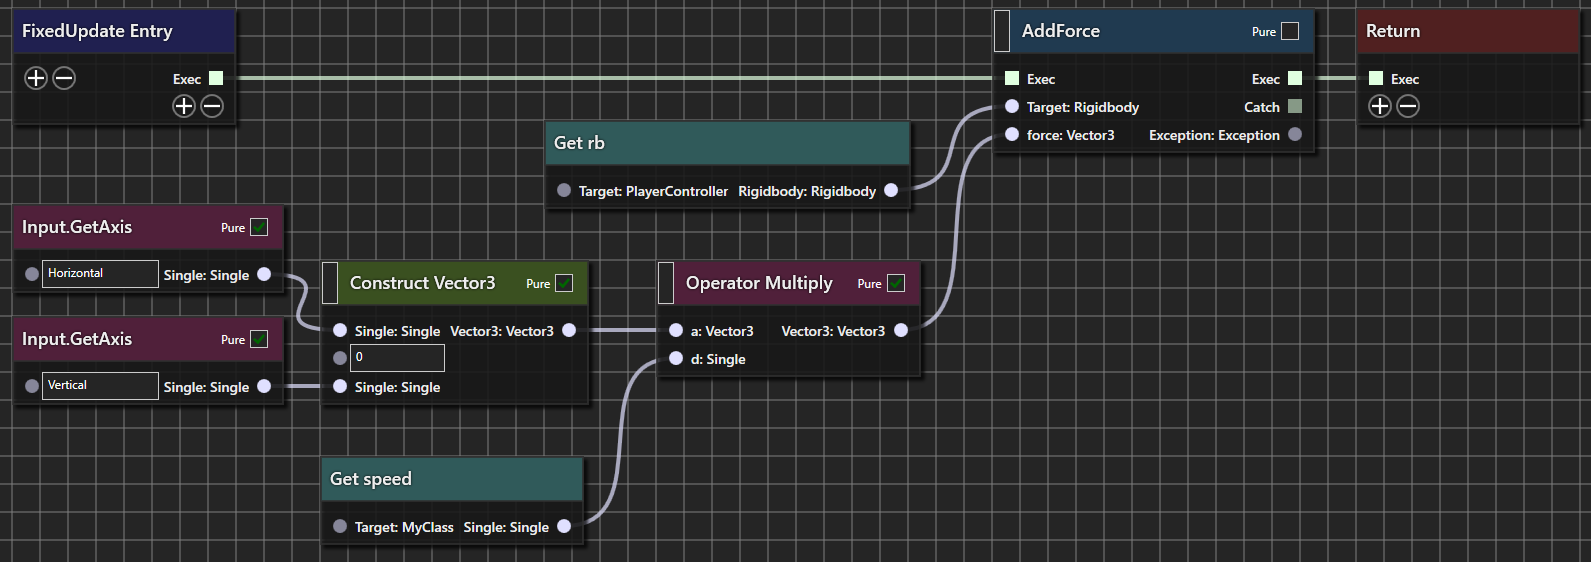 FixedUpdate Entry
Exec
AddForce
Pure
Exec
Exec
Target: Rigidbody
Catch
force: Vector3
Exception: Exception
Return
Exec
Get rb
Target: PlayerController
Rigidbody: Rigidbody
Input.GetAxis
Pure
Horizontal
Single: Single
Input.GetAxis
Pure
Vertical
Single: Single
Construct Vector3
Pure
Single: Single
Vector3: Vector3
0
Single: Single
Operator Multiply
Pure
a: Vector3
Vector3: Vector3
d: Single
Get speed
Target: MyClass
Single: Single